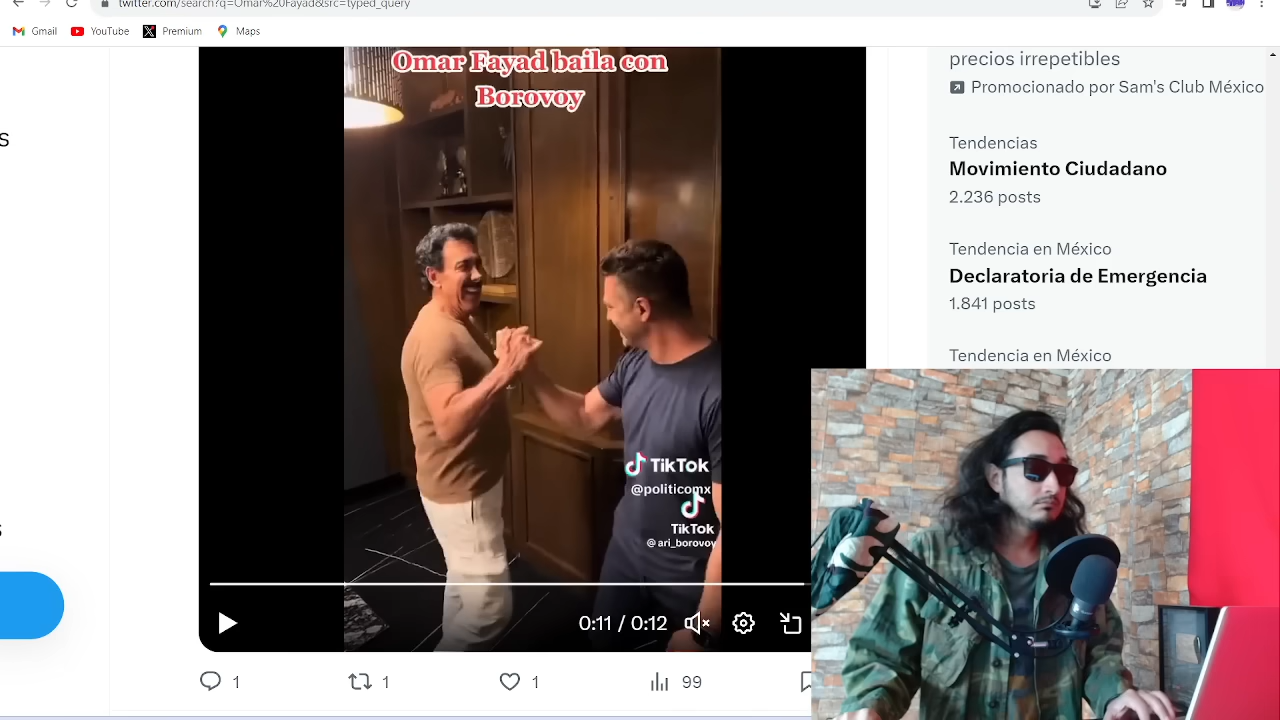 twitter.com/search?q=Omar%20Fayad&src=typed_query
Gmail
YouTube
Premium
Maps
Omar Fayad baila con
Borovoy
TikTok
@politicomx
TikTok
@ari_borovoy
0:11 / 0:12
1
1
1
99
precios irrepetibles
Promocionado por Sam's Club México
Tendencias
Movimiento Ciudadano
2.236 posts
Tendencia en México
Declaratoria de Emergencia
1.841 posts
Tendencia en México